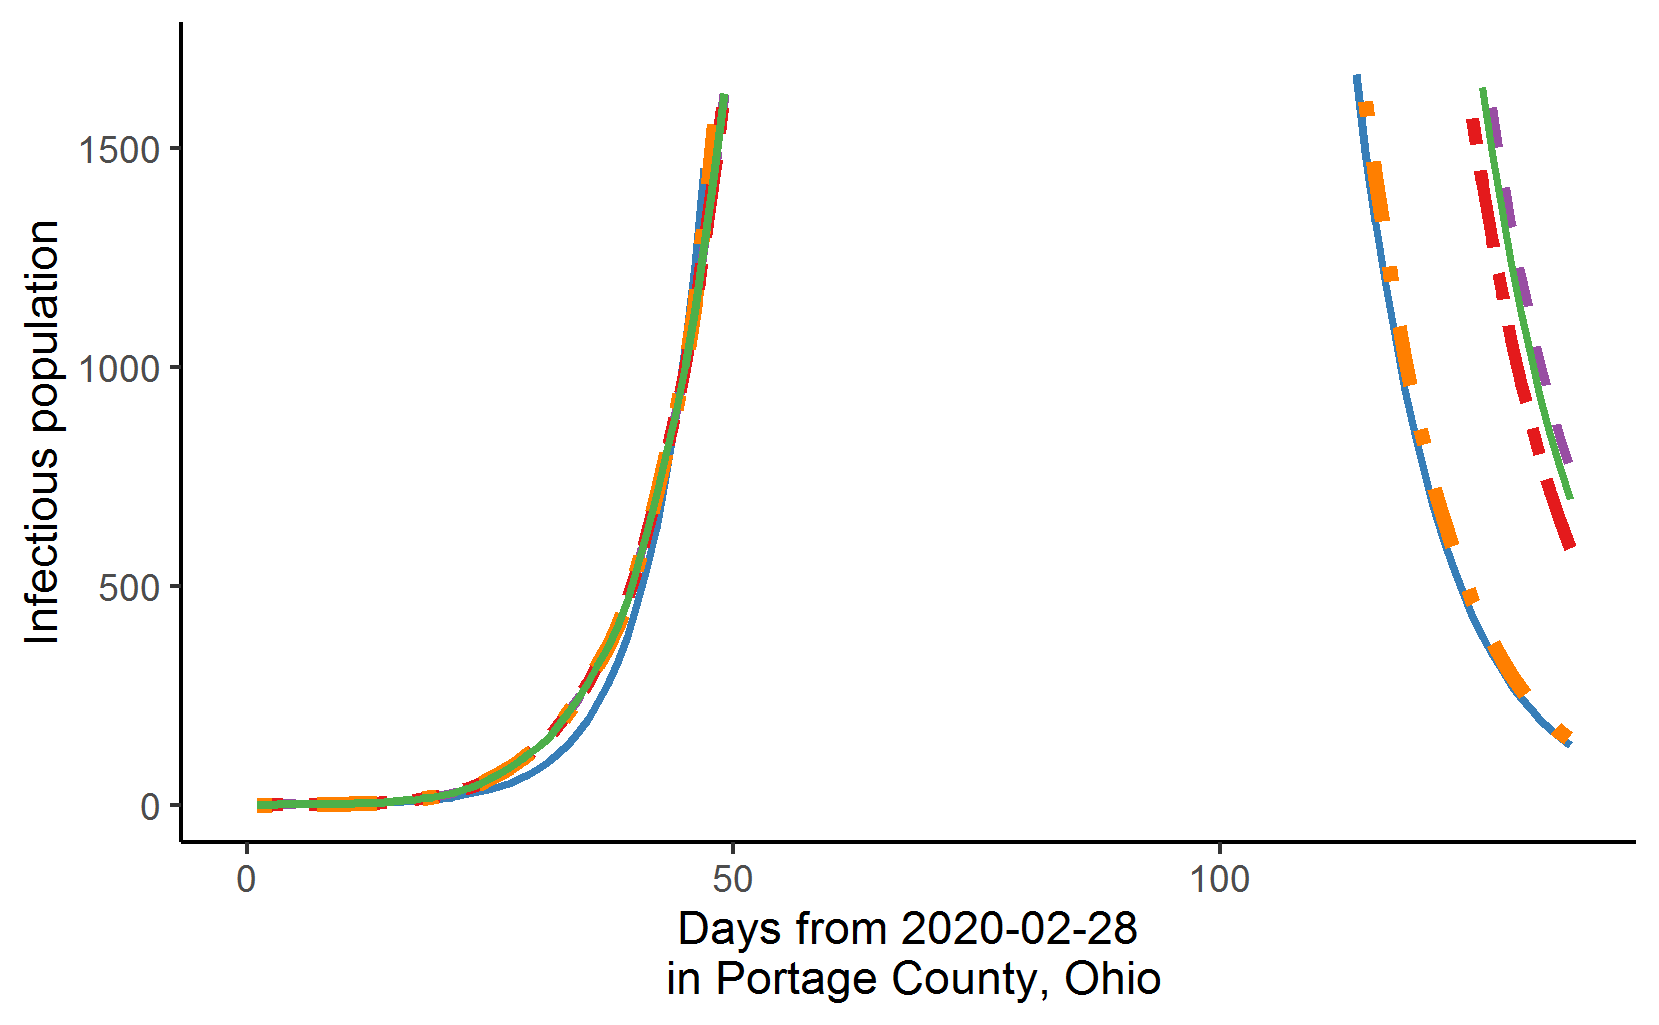 Infectious population
1500
1000
500
0
0 50 100
Days from 2020-02-28
in Portage County, Ohio